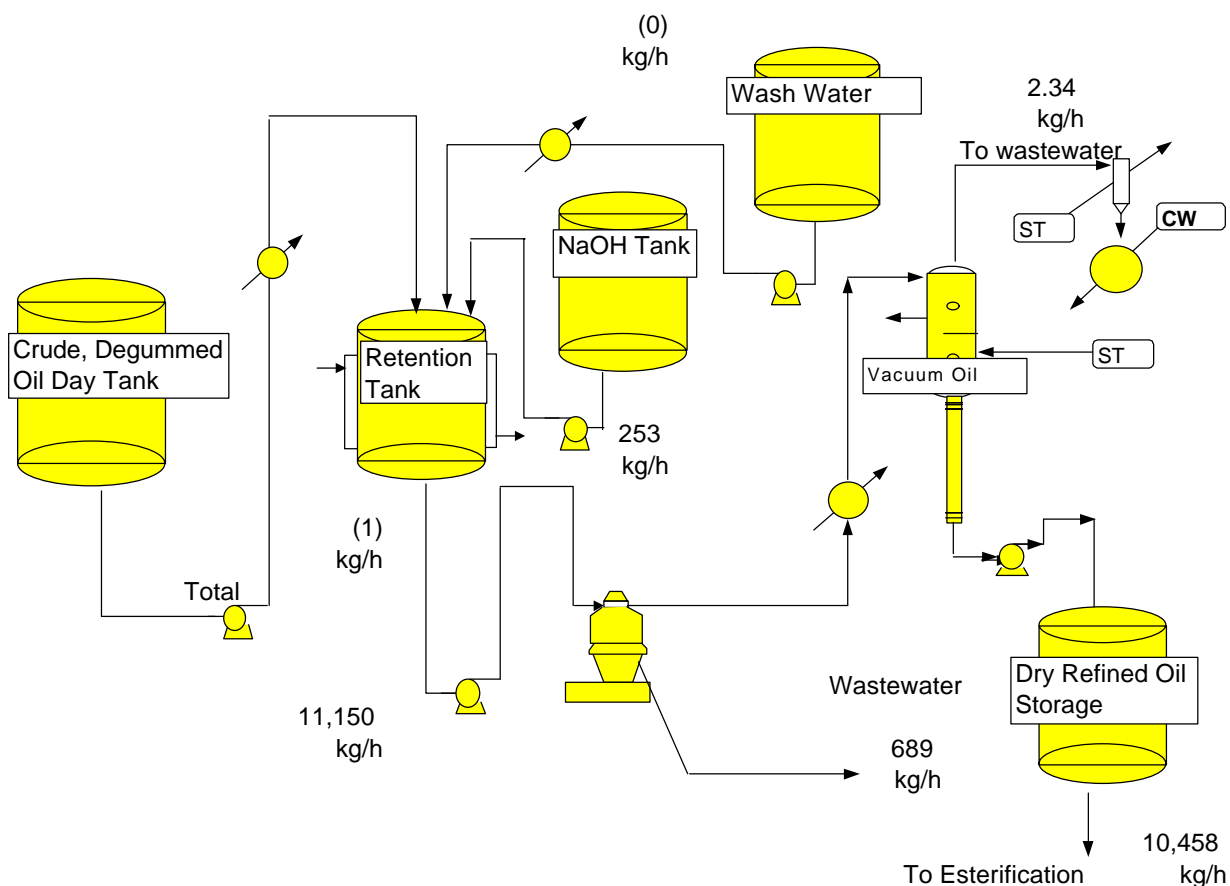 (0)
kg/h
Wash Water
2.34
kg/h
To wastewater
ST
CW
NaOH Tank
Crude, Degummed
Oil Day Tank
Retention
Tank
ST
Vacuum Oil
253
kg/h
(1)
kg/h
Total
Wastewater
Dry Refined Oil
Storage
11,150
kg/h
689
kg/h
10,458
kg/h
To Esterification